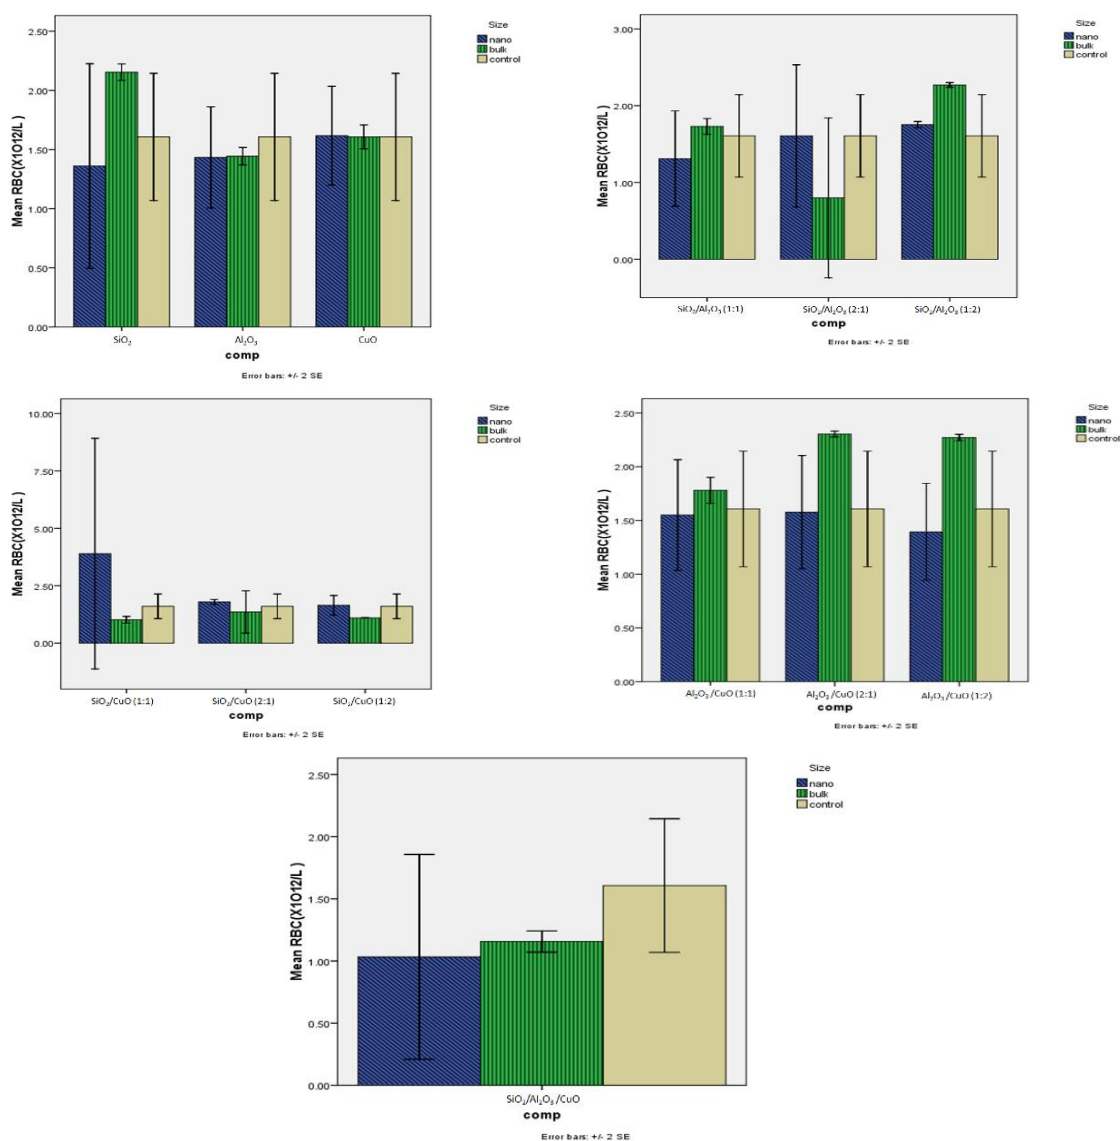 Size
nano
bulk
control
Mean RBC(X1O12/L )
2.50
2.00
1.50
1.00
0.50
0.00
SiO₂ Al₂O₃ CuO
comp
Error bars: +/- 2 SE
Size
nano
bulk
control
Mean RBC(X1O12/L )
3.00
2.00
1.00
0.00
SiO₂/Al₂O₃ (1:1) SiO₂/Al₂O₃ (2:1) SiO₂/Al₂O₃ (1:2)
comp
Error bars: +/- 2 SE
Size
nano
bulk
control
Mean RBC(X1O12/L )
10.00
7.50
5.00
2.50
0.00
SiO₂/CuO (1:1) SiO₂/CuO (2:1) SiO₂/CuO (1:2)
comp
Error bars: +/- 2 SE
Size
nano
bulk
control
Mean RBC(X1O12/L )
2.50
2.00
1.50
1.00
0.50
0.00
Al₂O₃/CuO (1:1) Al₂O₃/CuO (2:1) Al₂O₃/CuO (1:2)
comp
Error bars: +/- 2 SE
Size
nano
bulk
control
Mean RBC(X1O12/L )
2.50
2.00
1.50
1.00
0.50
0.00
SiO₂/Al₂O₃/CuO
comp
Error bars: +/- 2 SE